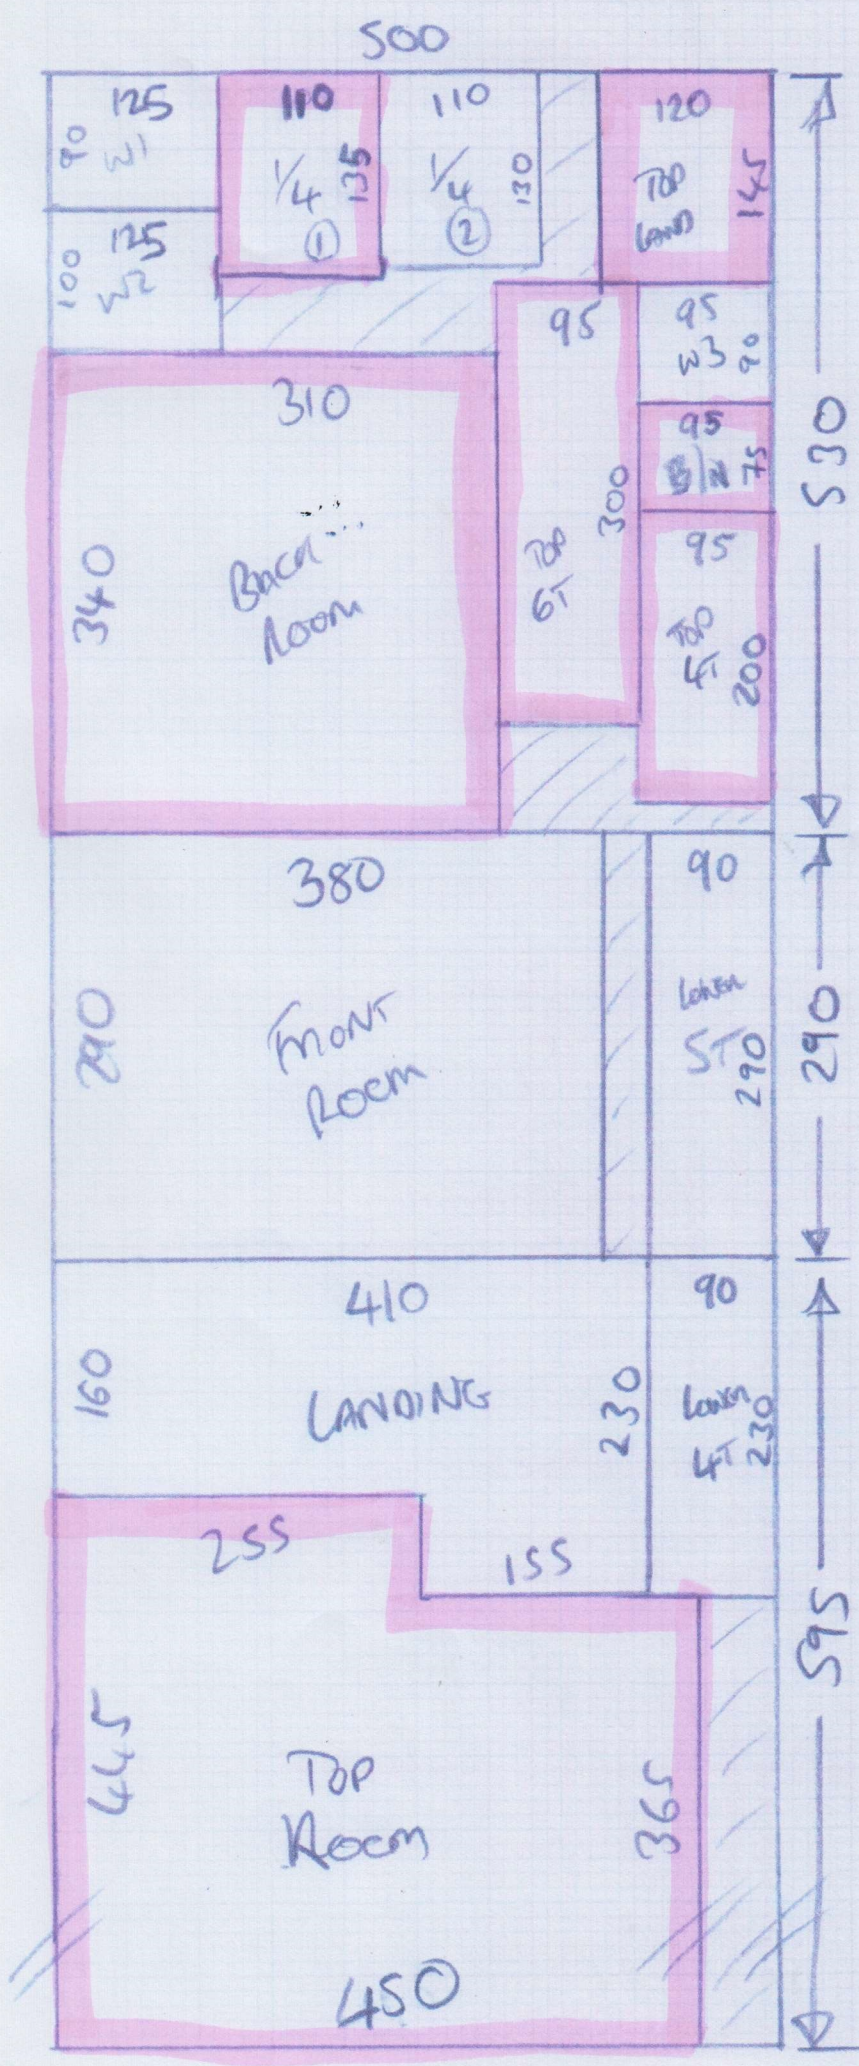 500
125
90
W1
110
1/4
135
1
110
1/4
130
2
120
TOP
LAND
145
125
100
W2
95
TOP
6T
300
95
W3
90
95
75
95
TOP
4T
200
530
310
340
BACK
ROOM
380
290
FRONT
ROOM
90
LOWER
5T
290
290
410
160
LANDING
230
90
LOWER
4T
230
255
155
595
445
TOP
ROOM
365
450